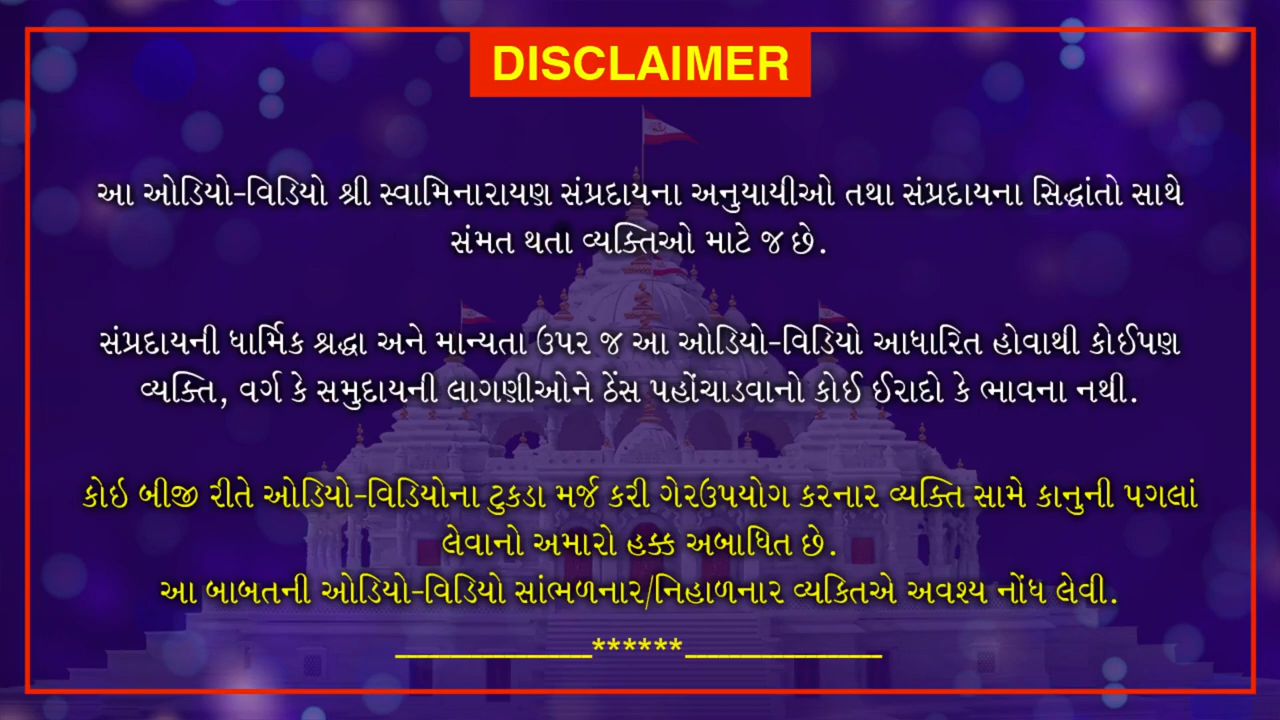 DISCLAIMER
આ ઓડિયો-વિડિયો શ્રી સ્વામિનારાયણ સંપ્રદાયના અનુયાયીઓ તથા સંપ્રદાયના સિદ્ધાંતો સાથે
સંમત થતા વ્યક્તિઓ માટે જ છે.
સંપ્રદાયની ધાર્મિક શ્રદ્ધા અને માન્યતા ઉપર જ આ ઓડિયો-વિડિયો આધારિત હોવાથી કોઈપણ
વ્યક્તિ, વર્ગ કે સમુદાયની લાગણીઓને ઠેંસ પહોંચાડવાનો કોઈ ઈરાદો કે ભાવના નથી.
કોઇ બીજી રીતે ઓડિયો-વિડિયોના ટુકડા મર્જ કરી ગેરઉપયોગ કરનાર વ્યક્તિ સામે કાનુની પગલાં
લેવાનો અમારો હક્ક અબાધિત છે.
આ બાબતની ઓડિયો-વિડિયો સાંભળનાર/નિહાળનાર વ્યકિતએ અવશ્ય નોંધ લેવી.
_______________******_______________